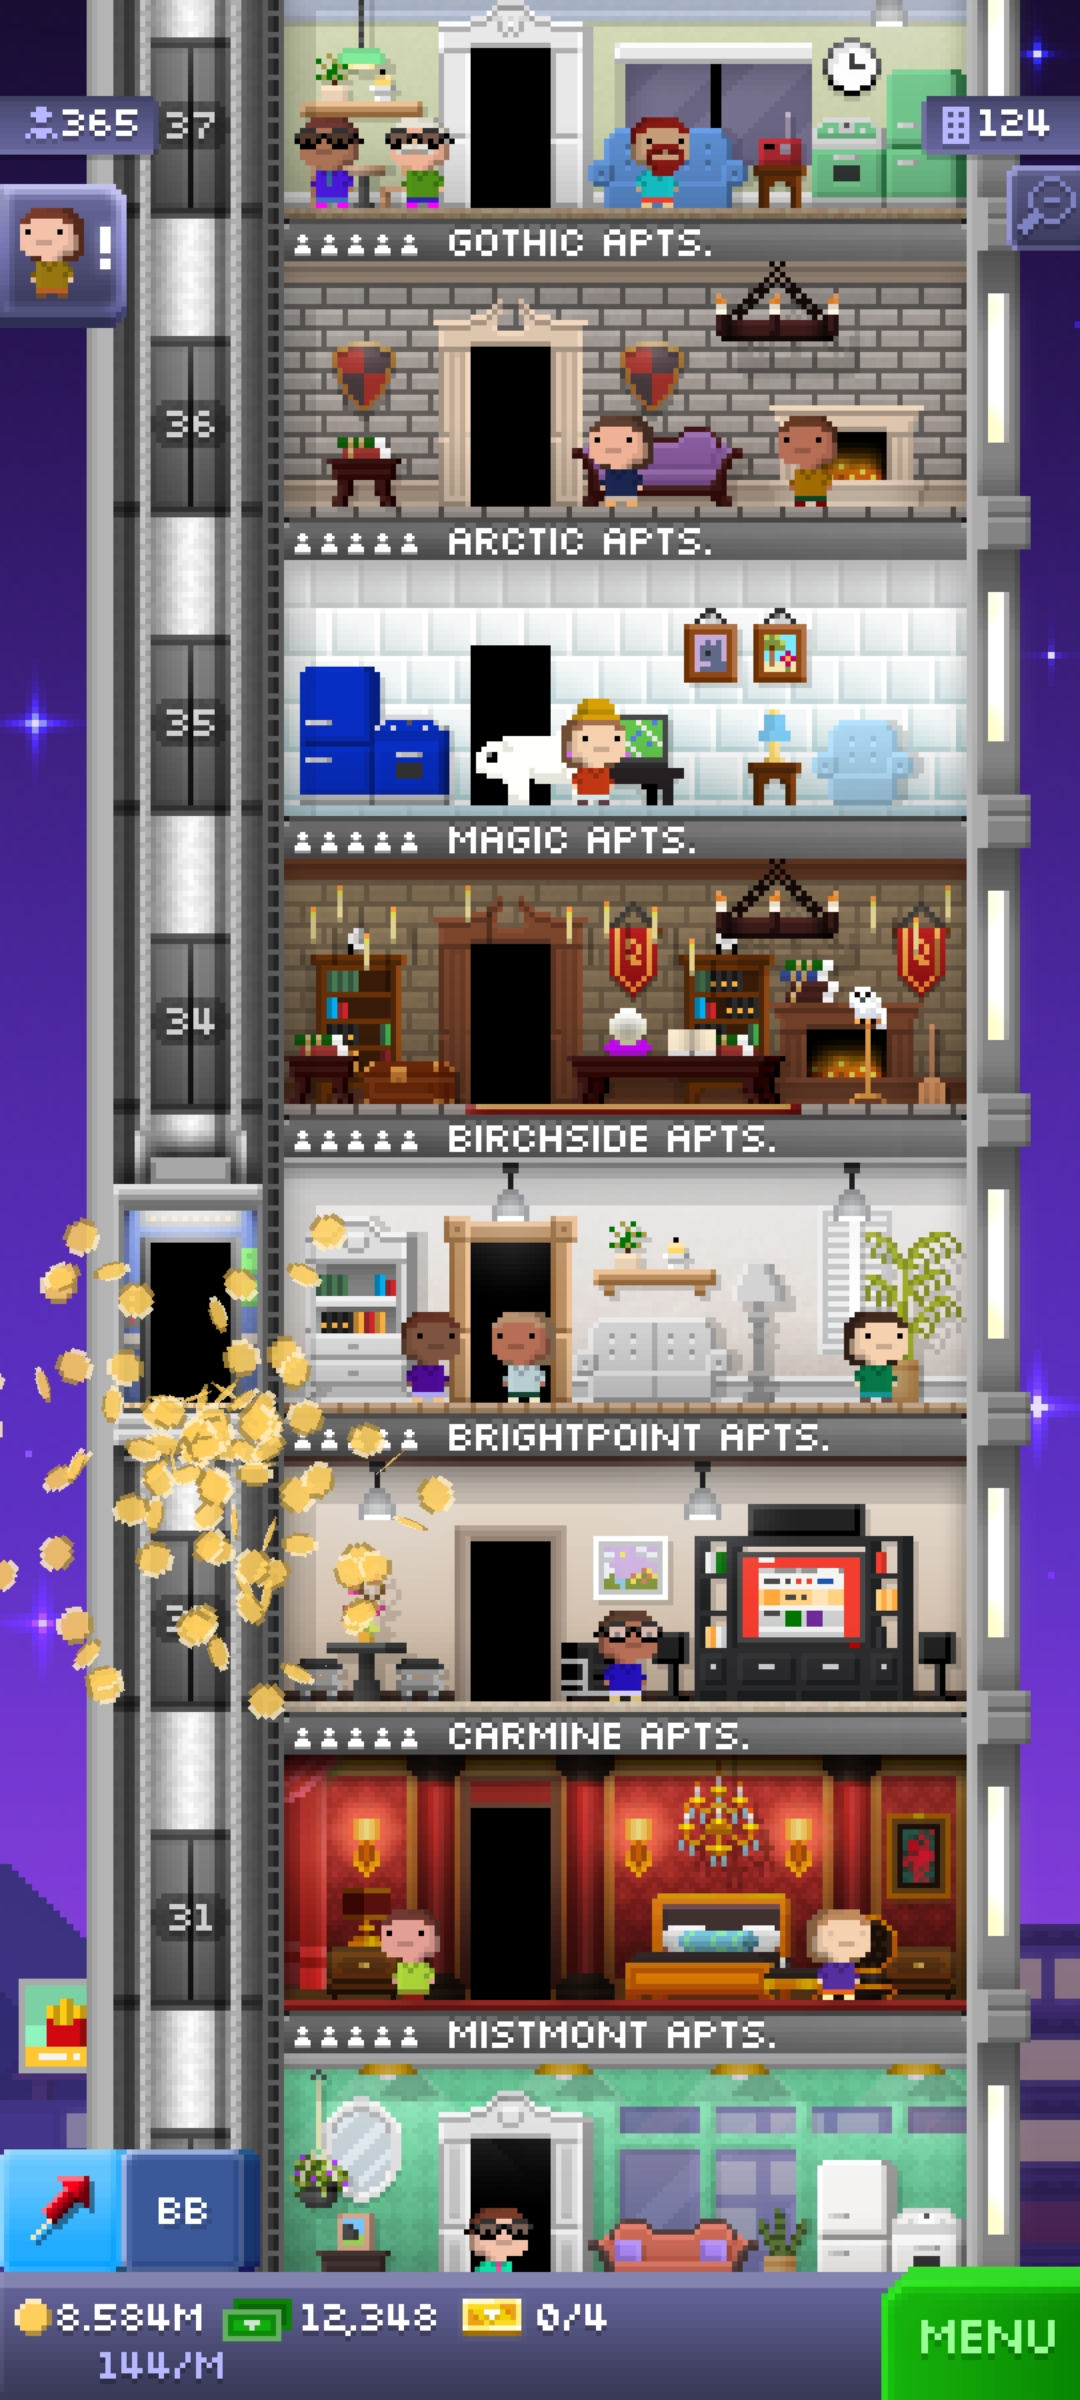 365
37
124
!
GOTHIC APTS.
36
ARCTIC APTS.
35
MAGIC APTS.
34
BIRCHSIDE APTS.
BRIGHTPOINT APTS.
CARMINE APTS.
31
MISTMONT APTS.
BB
8.584M 12,348 0/4
144/M
MENU